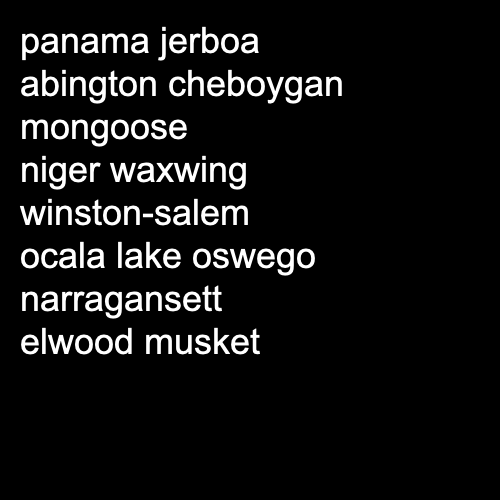 panama jerboa
abington cheboygan
mongoose
niger waxwing
winston-salem
ocala lake oswego
narragansett
elwood musket